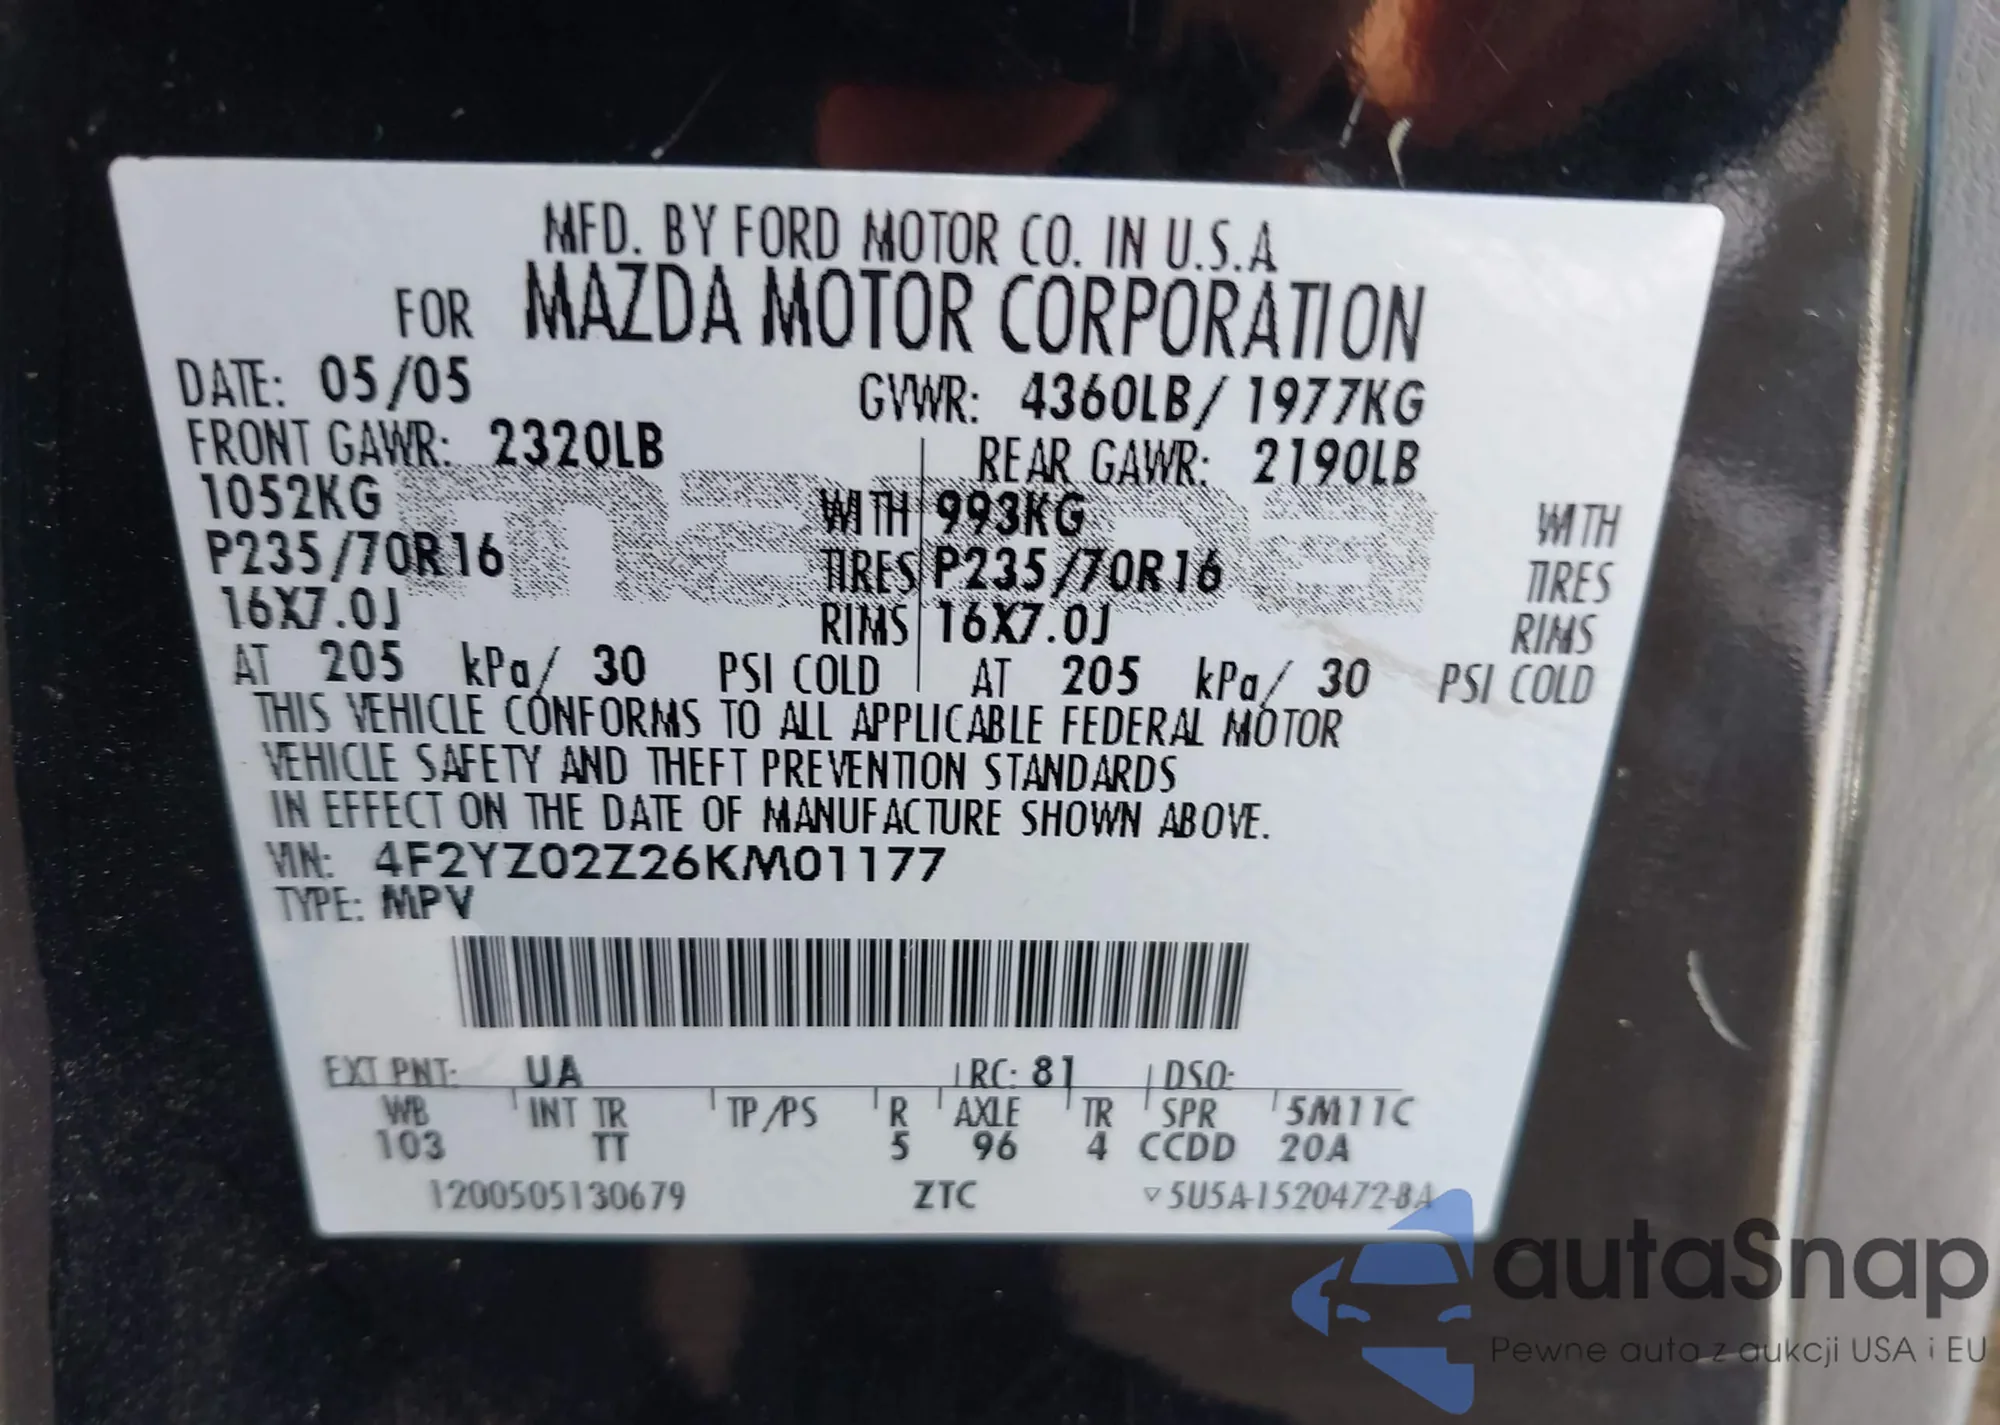 MFD. BY FORD MOTOR CO. IN U.S.A
FOR MAZDA MOTOR CORPORATION
DATE: 05/05 GVWR: 4360LB/ 1977KG
FRONT GAWR: 2320LB REAR GAWR: 2190LB
1052KG WITH 993KG WITH
P235/70R16 TIRES P235/70R16 TIRES
16X7.0J RIMS 16X7.0J RIMS
AT 205 kPa/ 30 PSI COLD AT 205 kPa/ 30 PSI COLD
THIS VEHICLE CONFORMS TO ALL APPLICABLE FEDERAL MOTOR
VEHICLE SAFETY AND THEFT PREVENTION STANDARDS
IN EFFECT ON THE DATE OF MANUFACTURE SHOWN ABOVE.
VIN: 4F2YZ02Z26KM01177
TYPE: MPV
EXT PNT: UA RC: 81 DSO:
WB INT TR TP/PS R AXLE TR SPR 5M11C
103 TT 5 96 4 CCDD 20A
1200505130679 ZTC ▽5U5A-1520472-BA
autaSnap
Pewne auta z aukcji USA i EU